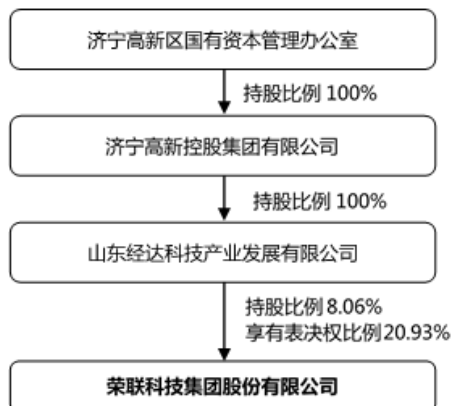 济宁高新区国有资本管理办公室
持股比例 100%
济宁高新控股集团有限公司
持股比例 100%
山东经达科技产业发展有限公司
持股比例 8.06%
享有表决权比例 20.93%
荣联科技集团股份有限公司